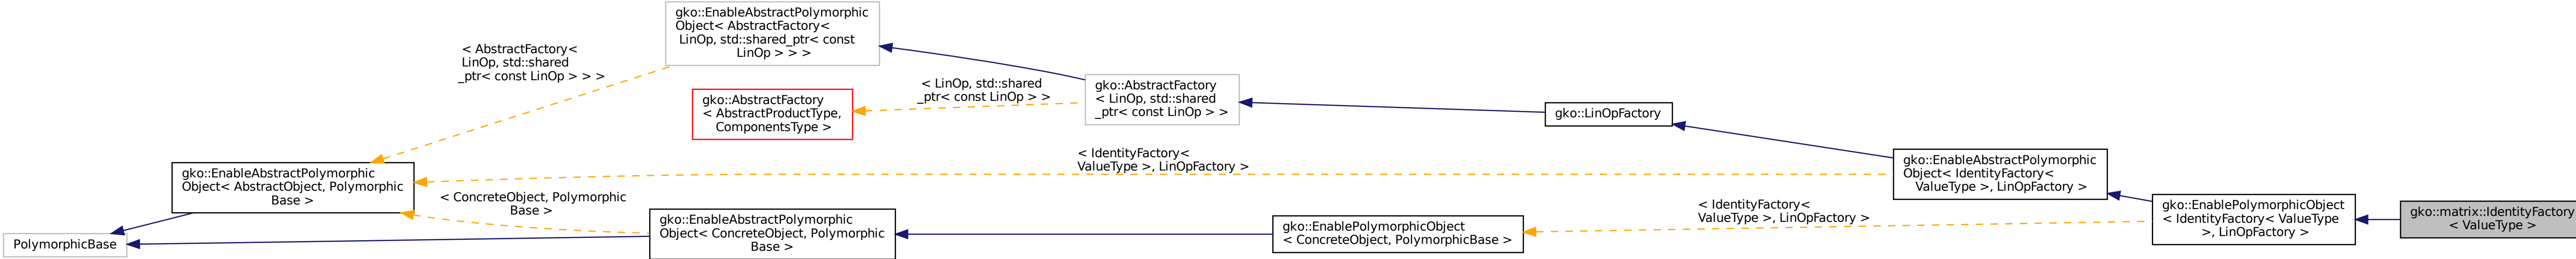 gko::EnableAbstractPolymorphic
Object< AbstractFactory<
LinOp, std::shared_ptr< const
LinOp > > >
< AbstractFactory<
LinOp, std::shared
_ptr< const LinOp > > >
gko::AbstractFactory
< AbstractProductType,
ComponentsType >
< LinOp, std::shared
_ptr< const LinOp > >
gko::AbstractFactory
< LinOp, std::shared
_ptr< const LinOp > >
gko::LinOpFactory
gko::EnableAbstractPolymorphic
Object< AbstractObject, Polymorphic
Base >
< IdentityFactory<
ValueType >, LinOpFactory >
gko::EnableAbstractPolymorphic
Object< IdentityFactory<
ValueType >, LinOpFactory >
< ConcreteObject, Polymorphic
Base >
PolymorphicBase
gko::EnableAbstractPolymorphic
Object< ConcreteObject, Polymorphic
Base >
gko::EnablePolymorphicObject
< ConcreteObject, PolymorphicBase >
< IdentityFactory<
ValueType >, LinOpFactory >
gko::EnablePolymorphicObject
< IdentityFactory< ValueType
>, LinOpFactory >
gko::matrix::IdentityFactory
< ValueType >